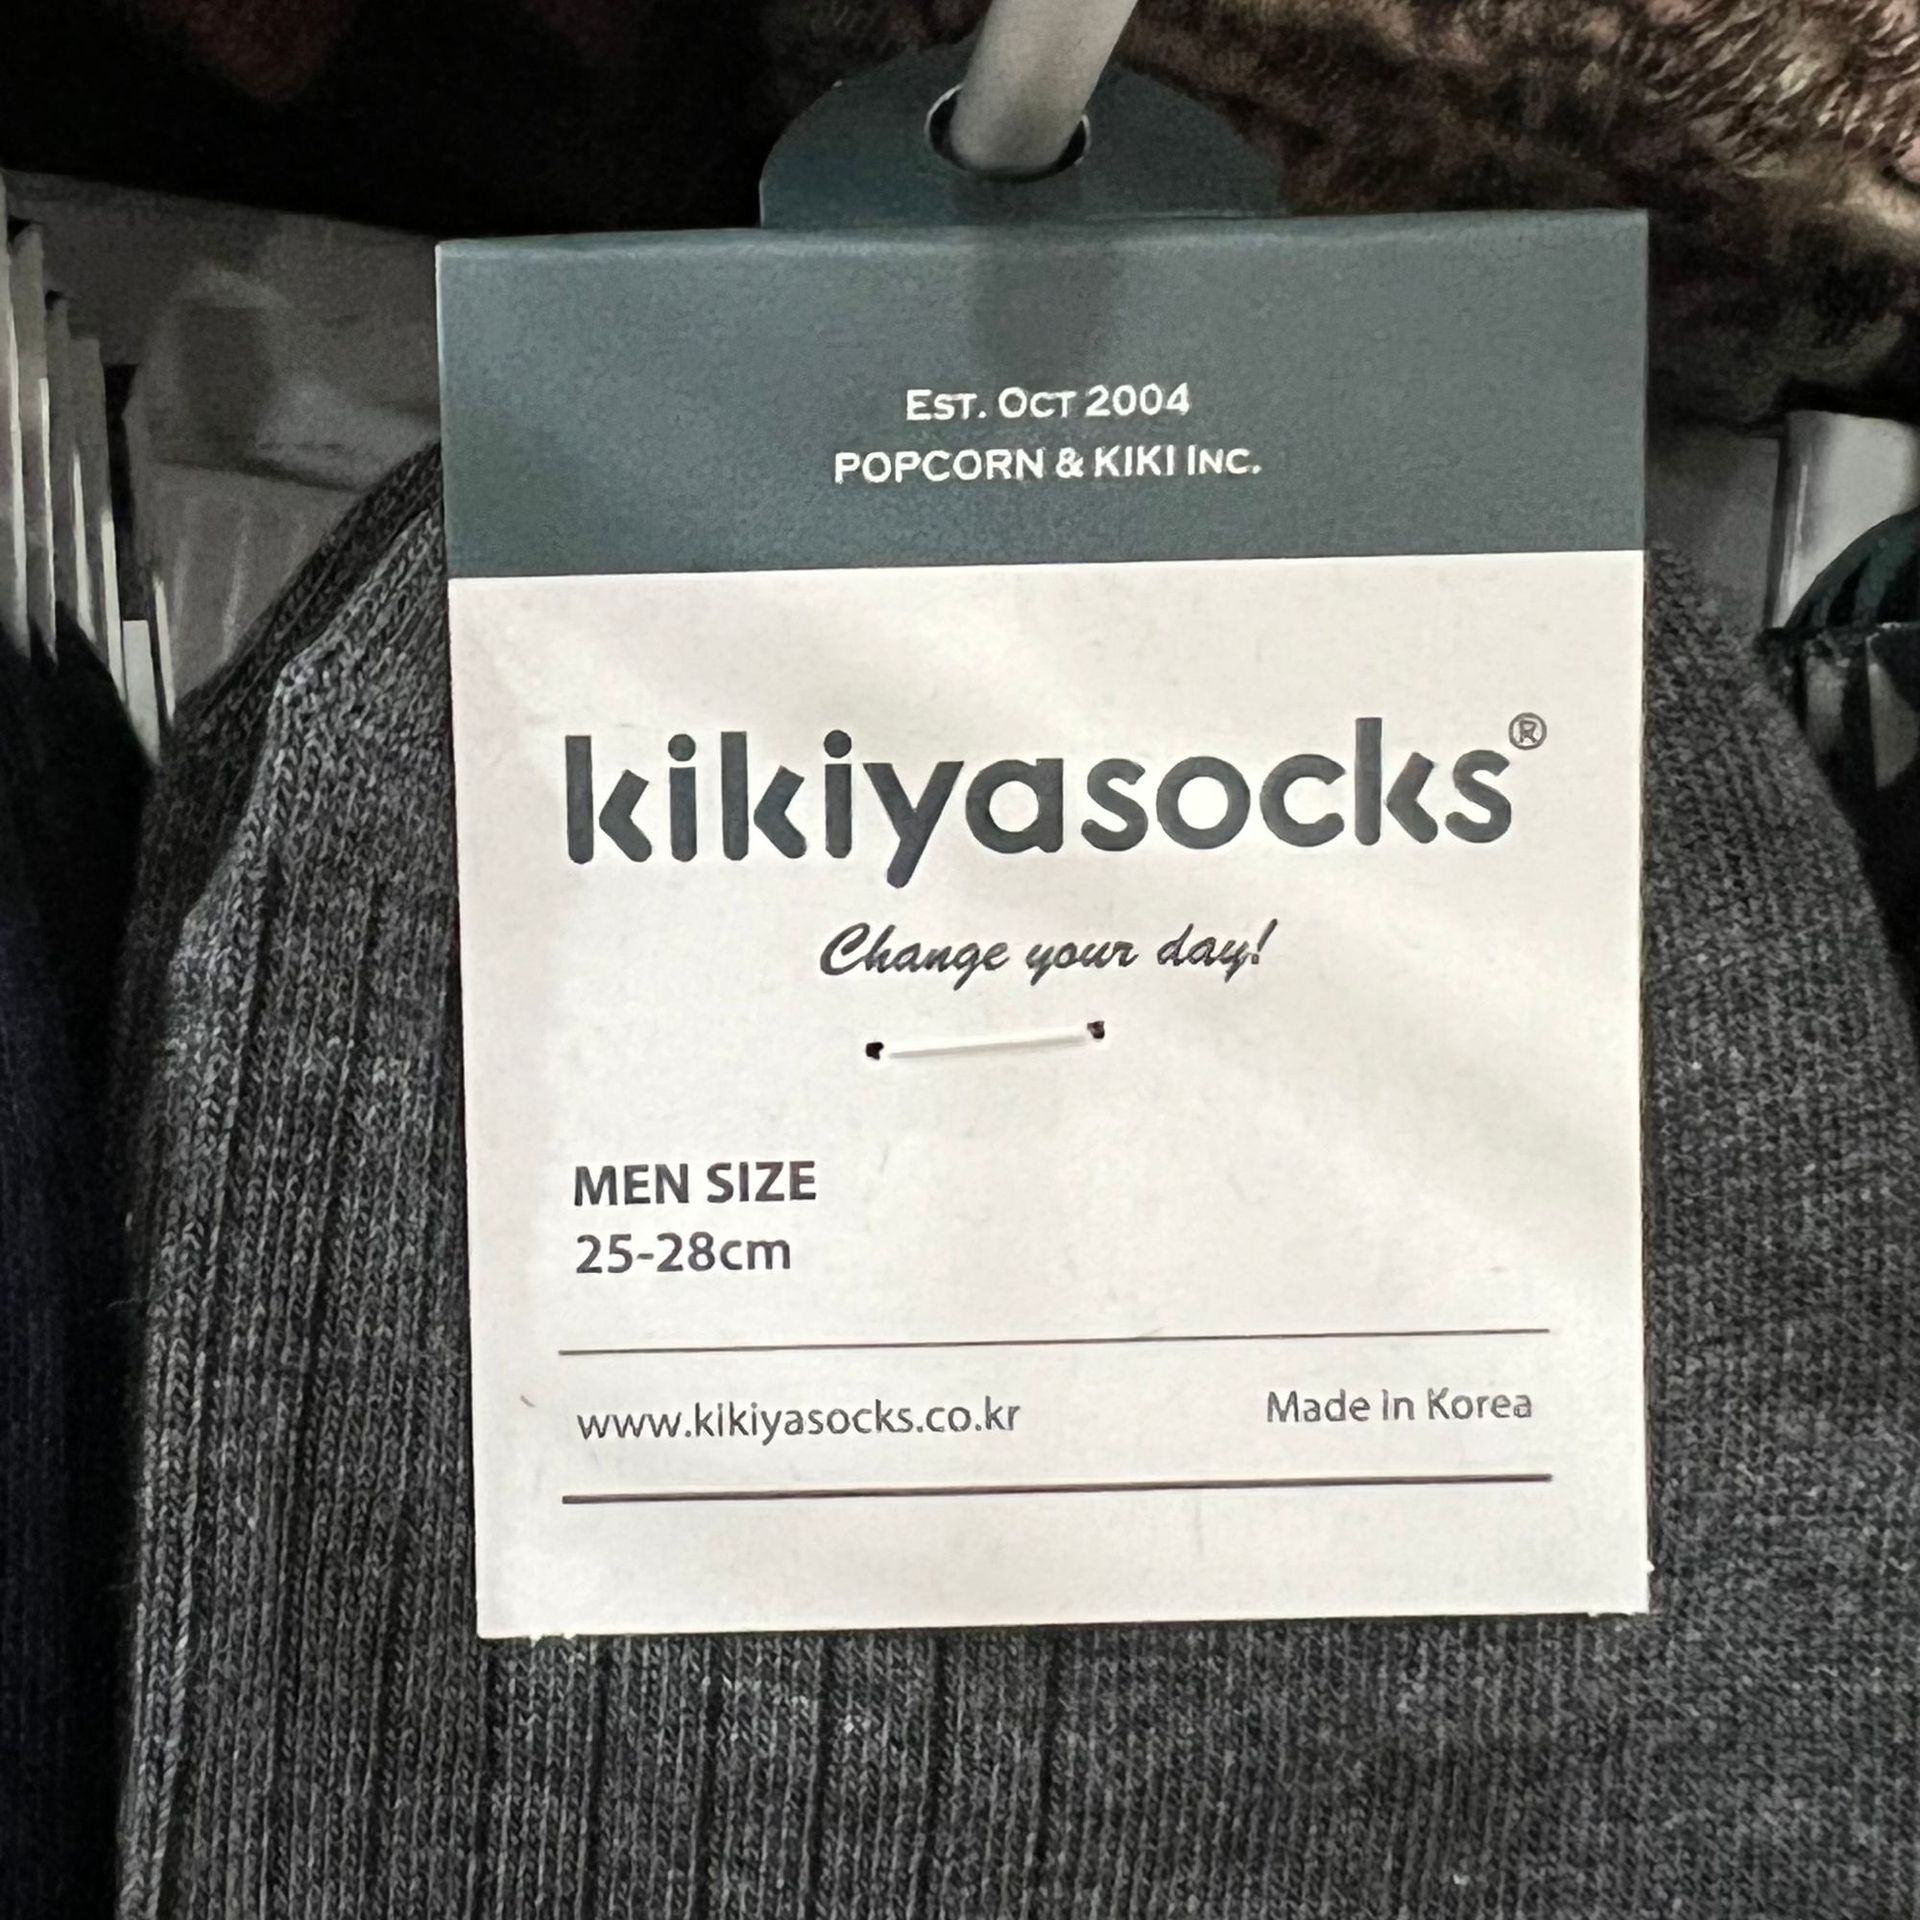 EST. OCT 2004
POPCORN & KIKI INC.
kikiyasocks®
Change your day!
MEN SIZE
25-28cm
www.kikiyasocks.co.kr
Made in Korea